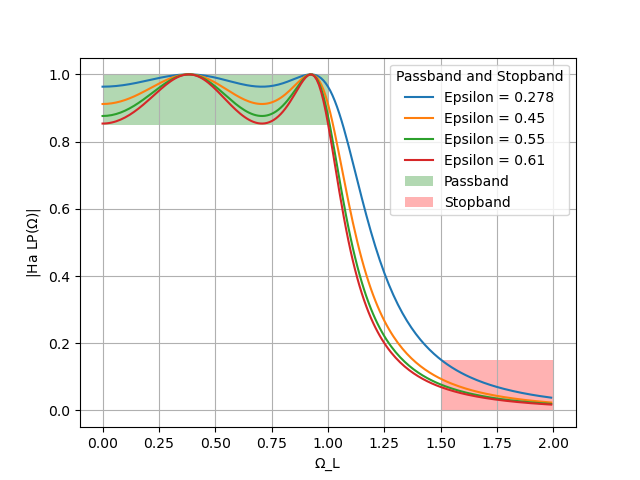 Passband and Stopband
Epsilon = 0.278
Epsilon = 0.45
Epsilon = 0.55
Epsilon = 0.61
Passband
Stopband
|Ha LP(Ω)|
1.0
0.8
0.6
0.4
0.2
0.0
0.00 0.25 0.50 0.75 1.00 1.25 1.50 1.75 2.00
Ω_L